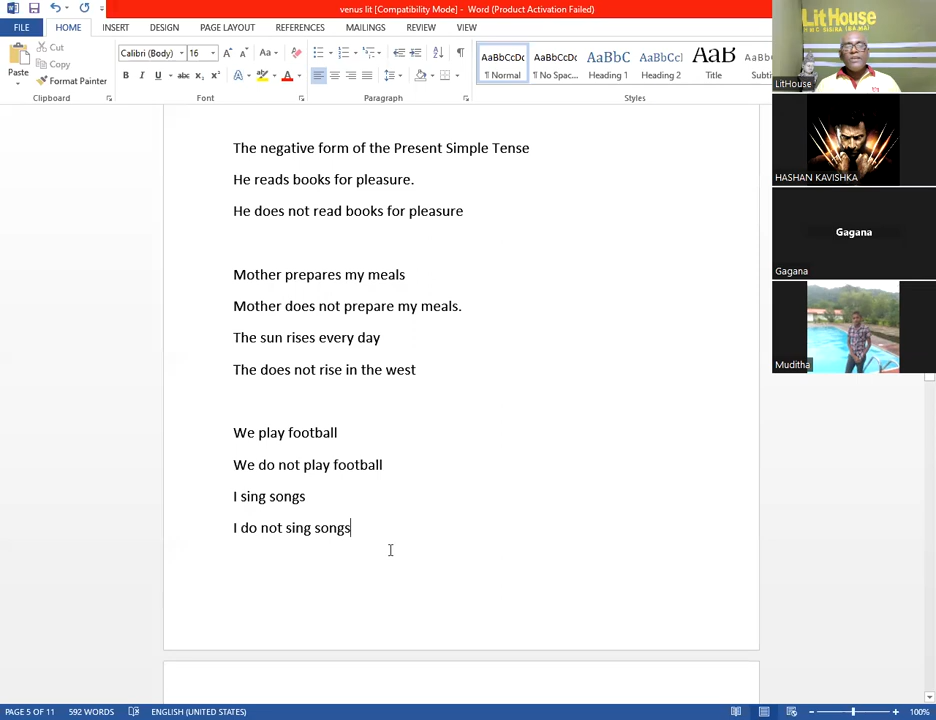 venus lit [Compatibility Mode] - Word (Product Activation Failed)
FILE HOME INSERT DESIGN PAGE LAYOUT REFERENCES MAILINGS REVIEW VIEW
Paste Cut Copy Format Painter
Calibri (Body) 16
AaBbCcDc AaBbCcDc AaBbC AaBbCcI AaB
¶ Normal ¶ No Spac... Heading 1 Heading 2 Title
Clipboard Font Paragraph Styles
The negative form of the Present Simple Tense
He reads books for pleasure.
He does not read books for pleasure
Mother prepares my meals
Mother does not prepare my meals.
The sun rises every day
The does not rise in the west
We play football
We do not play football
I sing songs
I do not sing songs
LitHouse
LitHouse
HASHAN KAVISHKA
Gagana
Gagana
Muditha
PAGE 5 OF 11 592 WORDS ENGLISH (UNITED STATES) 100%